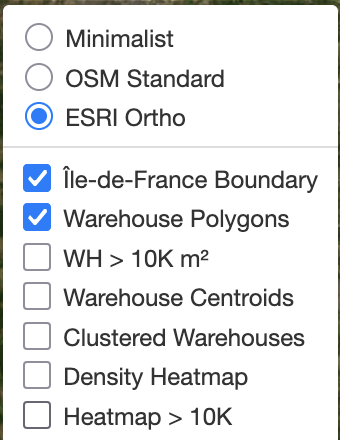 Minimalist
OSM Standard
ESRI Ortho
Île-de-France Boundary
Warehouse Polygons
WH > 10K m²
Warehouse Centroids
Clustered Warehouses
Density Heatmap
Heatmap > 10K